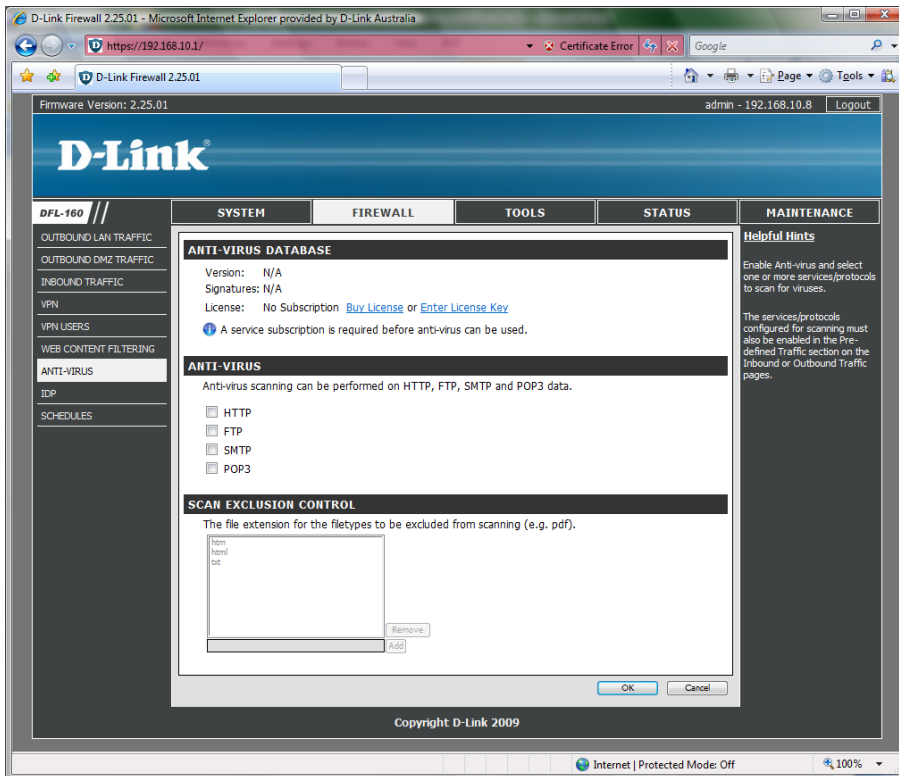 D-Link Firewall 2.25.01 - Microsoft Internet Explorer provided by D-Link Australia
https://192.168.10.1/
Certificate Error
Google
D-Link Firewall 2.25.01
Page
Tools
Firmware Version: 2.25.01
admin - 192.168.10.8
Logout
D-Link®
DFL-160
SYSTEM
FIREWALL
TOOLS
STATUS
MAINTENANCE
OUTBOUND LAN TRAFFIC
OUTBOUND DMZ TRAFFIC
INBOUND TRAFFIC
VPN
VPN USERS
WEB CONTENT FILTERING
ANTI-VIRUS
IDP
SCHEDULES
ANTI-VIRUS DATABASE
Version: N/A
Signatures: N/A
License: No Subscription Buy License or Enter License Key
A service subscription is required before anti-virus can be used.
ANTI-VIRUS
Anti-virus scanning can be performed on HTTP, FTP, SMTP and POP3 data.
HTTP
FTP
SMTP
POP3
SCAN EXCLUSION CONTROL
The file extension for the filetypes to be excluded from scanning (e.g. pdf).
htm
html
txt
Remove
Add
OK
Cancel
Helpful Hints
Enable Anti-virus and select
one or more services/protocols
to scan for viruses.
The services/protocols
configured for scanning must
also be enabled in the Pre-
defined Traffic section on the
Inbound or Outbound Traffic
pages.
Copyright D-Link 2009
Internet | Protected Mode: Off
100%